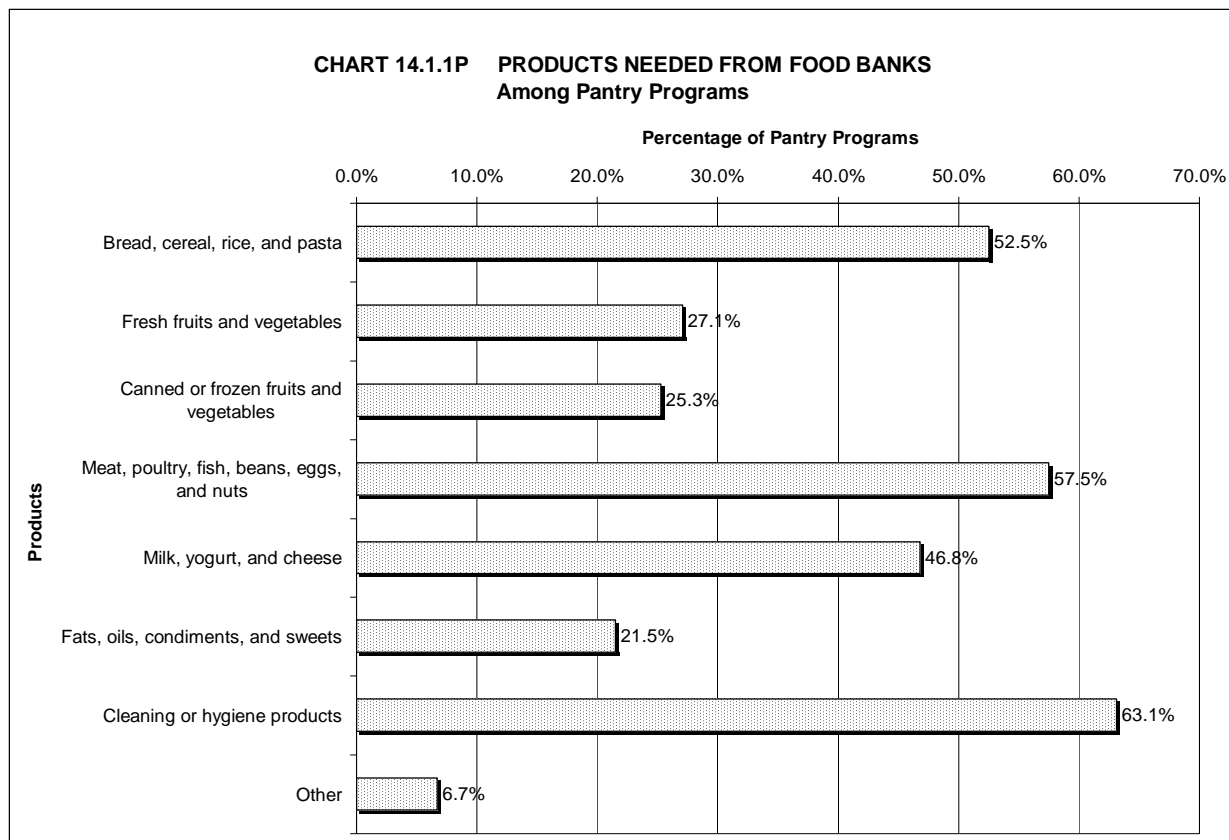 CHART 14.1.1P PRODUCTS NEEDED FROM FOOD BANKS
Among Pantry Programs
Percentage of Pantry Programs
0.0% 10.0% 20.0% 30.0% 40.0% 50.0% 60.0% 70.0%
Products
Bread, cereal, rice, and pasta 52.5%
Fresh fruits and vegetables 27.1%
Canned or frozen fruits and
vegetables 25.3%
Meat, poultry, fish, beans, eggs,
and nuts 57.5%
Milk, yogurt, and cheese 46.8%
Fats, oils, condiments, and sweets 21.5%
Cleaning or hygiene products 63.1%
Other 6.7%